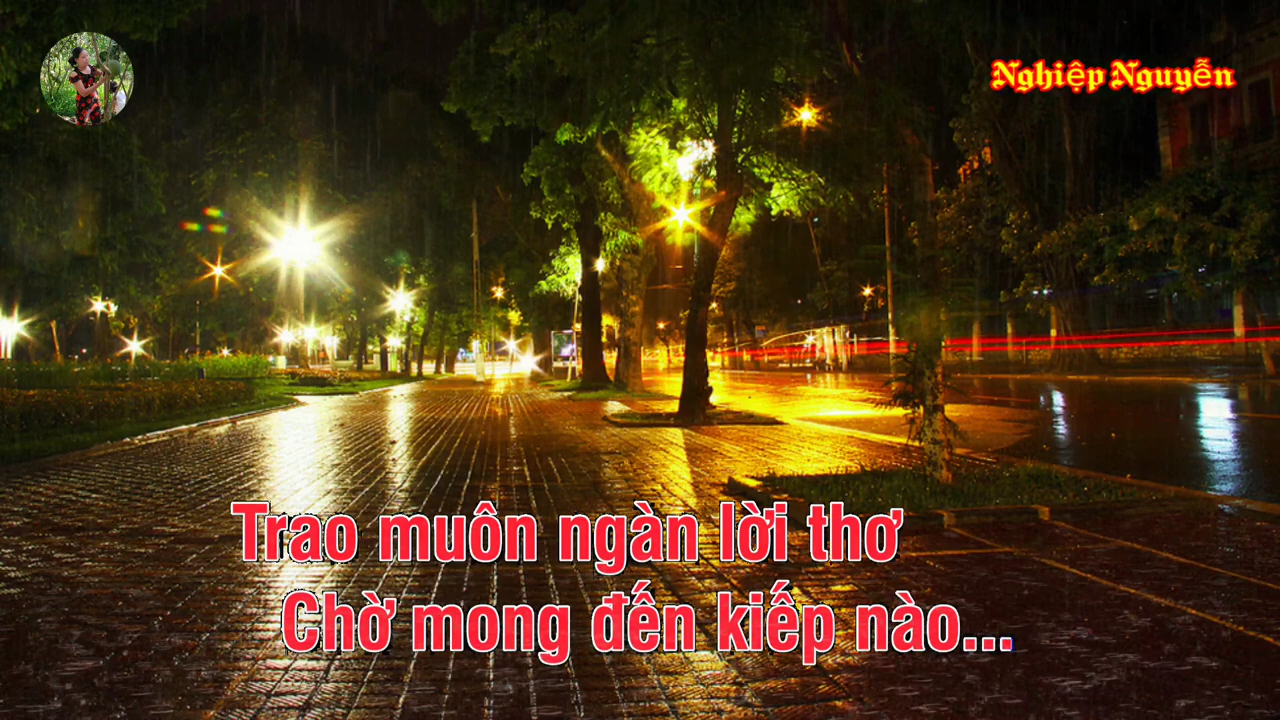 Nghiệp Nguyễn
Trao muôn ngàn lời thơ
Chờ mong đến kiếp nào...